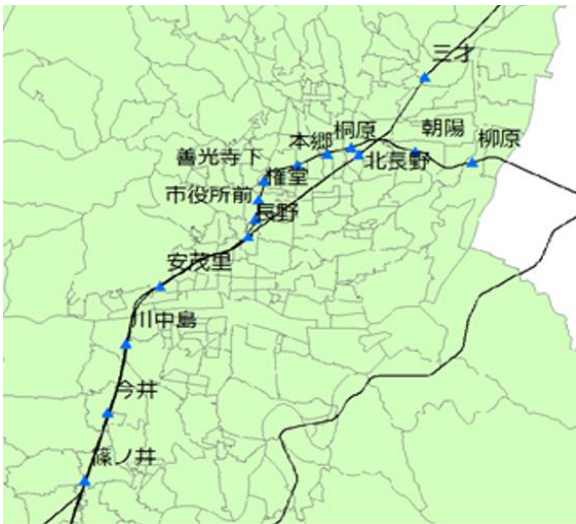 三才
朝陽
桐原
本郷
柳原
善光寺下
北長野
権堂
市役所前
長野
安茂里
川中島
今井
篠ノ井